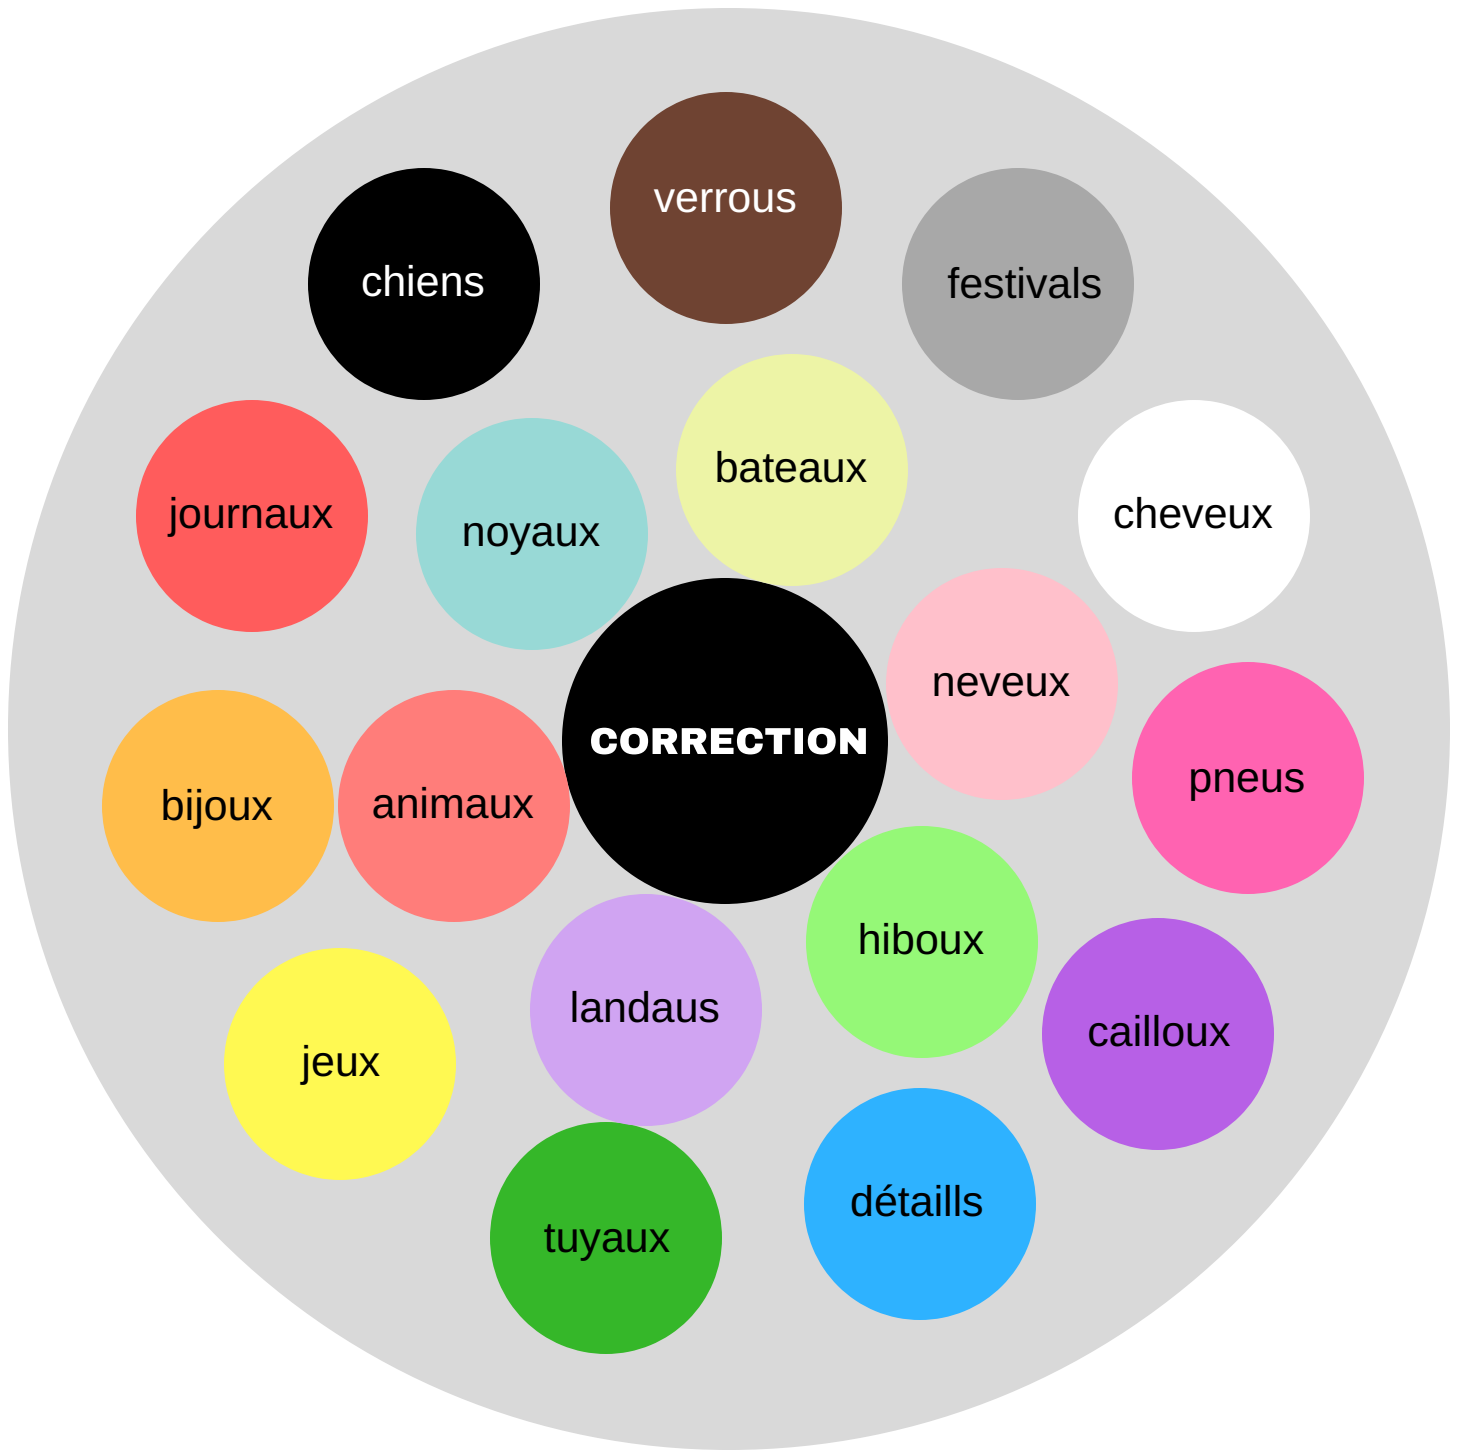 verrous
chiens
festivals
bateaux
journaux
noyaux
cheveux
neveux
CORRECTION
pneus
bijoux
animaux
hiboux
landaus
cailloux
jeux
détaills
tuyaux